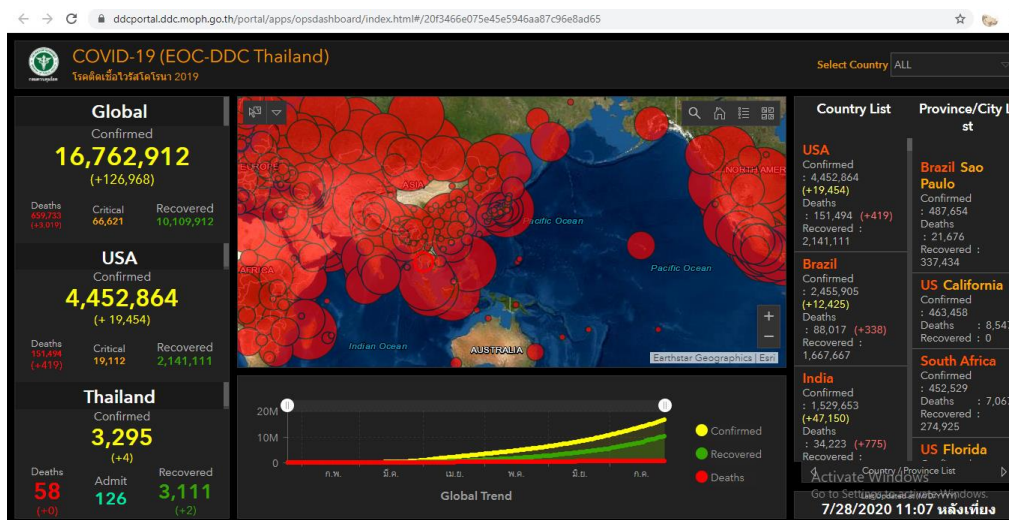 ddcportal.ddc.moph.go.th/portal/apps/opsdashboard/index.html#/20f3466e075e45e5946aa87c96e8ad65
COVID-19 (EOC-DDC Thailand)
โรคติดเชื้อไวรัสโคโรนา 2019
Select Country ALL
Global
Confirmed
16,762,912
(+126,968)
Deaths
659,733
(+3,019)
Critical
66,621
Recovered
10,109,912
USA
Confirmed
4,452,864
(+ 19,454)
Deaths
151,494
(+419)
Critical
19,112
Recovered
2,141,111
Thailand
Confirmed
3,295
(+4)
Deaths
58
(+0)
Admit
126
Recovered
3,111
(+2)
EUROPE
ASIA
NORTH AMER
AFRICA
Pacific Ocean
Pacific Ocean
Indian Ocean
AUSTRALIA
+
−
Earthstar Geographics | Esri
20M
10M
0
ก.พ.
มี.ค.
เม.ย.
พ.ค.
มิ.ย.
ก.ค.
Global Trend
Confirmed
Recovered
Deaths
Country List
USA
Confirmed
: 4,452,864
(+19,454)
Deaths
: 151,494 (+419)
Recovered :
2,141,111
Brazil
Confirmed
: 2,455,905
(+12,425)
Deaths
: 88,017 (+338)
Recovered :
1,667,667
India
Confirmed
: 1,529,653
(+47,150)
Deaths
: 34,223 (+775)
Recovered :
Province/City L
st
Brazil Sao
Paulo
Confirmed
: 487,654
Deaths
: 21,676
Recovered :
337,434
US California
Confirmed
: 463,458
Deaths : 8,547
Recovered : 0
South Africa
Confirmed
: 452,529
Deaths : 7,067
Recovered :
274,925
US Florida
Country / Province List
Activate Windows
Go to Settings to activate Windows.
7/28/2020 11:07 หลังเที่ยง